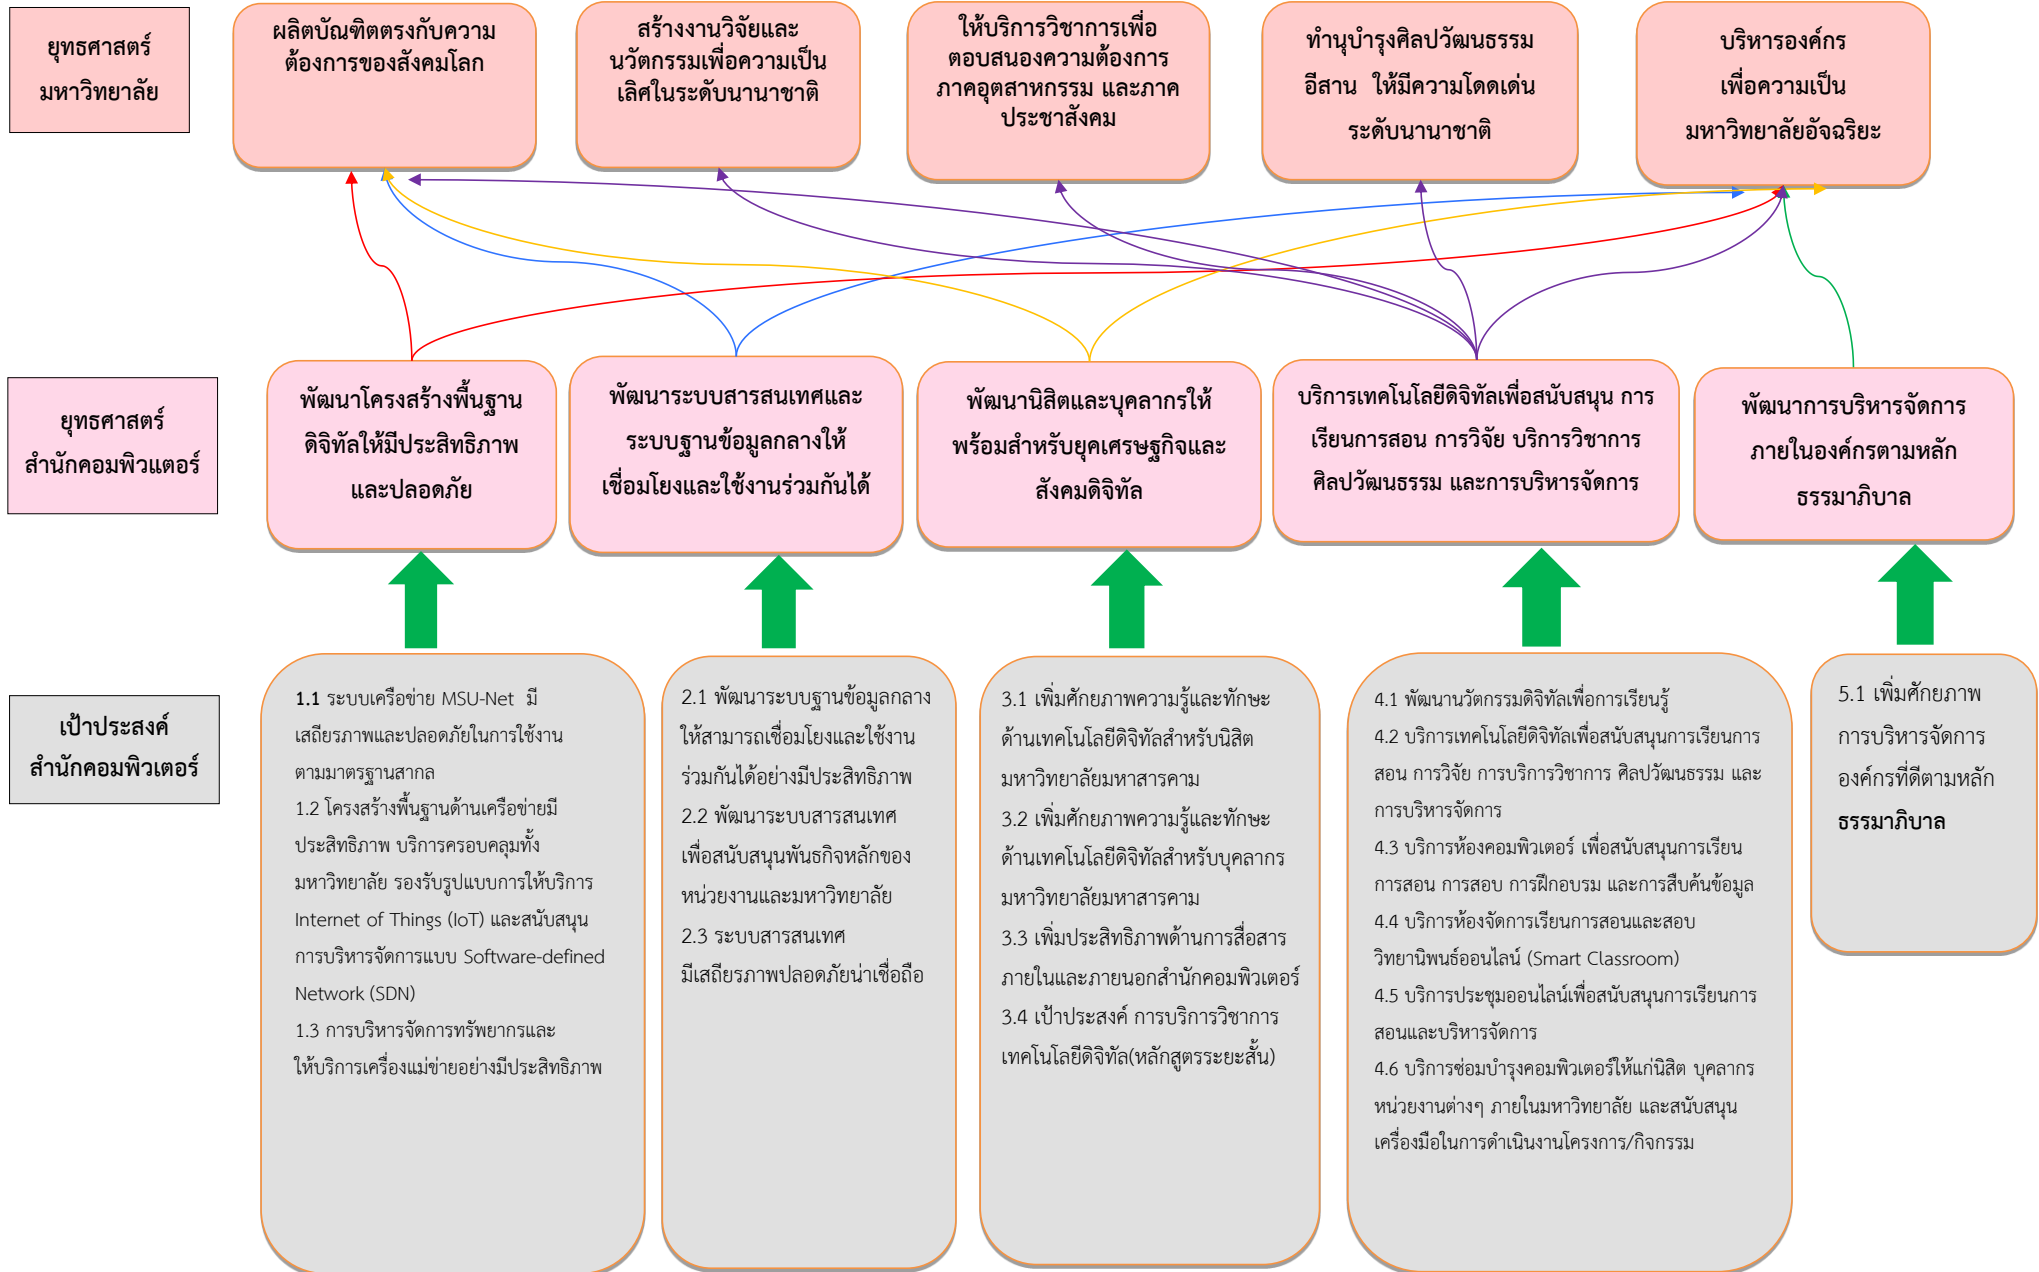 ยุทธศาสตร์
มหาวิทยาลัย
ผลิตบัณฑิตตรงกับความ
ต้องการของสังคมโลก
สร้างงานวิจัยและ
นวัตกรรมเพื่อความเป็น
เลิศในระดับนานาชาติ
ให้บริการวิชาการเพื่อ
ตอบสนองความต้องการ
ภาคอุตสาหกรรม และภาค
ประชาสังคม
ทำนุบำรุงศิลปวัฒนธรรม
อีสาน ให้มีความโดดเด่น
ระดับนานาชาติ
บริหารองค์กร
เพื่อความเป็น
มหาวิทยาลัยอัจฉริยะ
ยุทธศาสตร์
สำนักคอมพิวแตอร์
พัฒนาโครงสร้างพื้นฐาน
ดิจิทัลให้มีประสิทธิภาพ
และปลอดภัย
พัฒนาระบบสารสนเทศและ
ระบบฐานข้อมูลกลางให้
เชื่อมโยงและใช้งานร่วมกันได้
พัฒนานิสิตและบุคลากรให้
พร้อมสำหรับยุคเศรษฐกิจและ
สังคมดิจิทัล
บริการเทคโนโลยีดิจิทัลเพื่อสนับสนุน การ
เรียนการสอน การวิจัย บริการวิชาการ
ศิลปวัฒนธรรม และการบริหารจัดการ
พัฒนาการบริหารจัดการ
ภายในองค์กรตามหลัก
ธรรมาภิบาล
เป้าประสงค์
สำนักคอมพิวเตอร์
1.1 ระบบเครือข่าย MSU-Net มี
เสถียรภาพและปลอดภัยในการใช้งาน
ตามมาตรฐานสากล
1.2 โครงสร้างพื้นฐานด้านเครือข่ายมี
ประสิทธิภาพ บริการครอบคลุมทั้ง
มหาวิทยาลัย รองรับรูปแบบการให้บริการ
Internet of Things (IoT) และสนับสนุน
การบริหารจัดการแบบ Software-defined
Network (SDN)
1.3 การบริหารจัดการทรัพยากรและ
ให้บริการเครื่องแม่ข่ายอย่างมีประสิทธิภาพ
2.1 พัฒนาระบบฐานข้อมูลกลาง
ให้สามารถเชื่อมโยงและใช้งาน
ร่วมกันได้อย่างมีประสิทธิภาพ
2.2 พัฒนาระบบสารสนเทศ
เพื่อสนับสนุนพันธกิจหลักของ
หน่วยงานและมหาวิทยาลัย
2.3 ระบบสารสนเทศ
มีเสถียรภาพปลอดภัยน่าเชื่อถือ
3.1 เพิ่มศักยภาพความรู้และทักษะ
ด้านเทคโนโลยีดิจิทัลสำหรับนิสิต
มหาวิทยาลัยมหาสารคาม
3.2 เพิ่มศักยภาพความรู้และทักษะ
ด้านเทคโนโลยีดิจิทัลสำหรับบุคลากร
มหาวิทยาลัยมหาสารคาม
3.3 เพิ่มประสิทธิภาพด้านการสื่อสาร
ภายในและภายนอกสำนักคอมพิวเตอร์
3.4 เป้าประสงค์ การบริการวิชาการ
เทคโนโลยีดิจิทัล(หลักสูตรระยะสั้น)
4.1 พัฒนานวัตกรรมดิจิทัลเพื่อการเรียนรู้
4.2 บริการเทคโนโลยีดิจิทัลเพื่อสนับสนุนการเรียนการ
สอน การวิจัย การบริการวิชาการ ศิลปวัฒนธรรม และ
การบริหารจัดการ
4.3 บริการห้องคอมพิวเตอร์ เพื่อสนับสนุนการเรียน
การสอน การสอบ การฝึกอบรม และการสืบค้นข้อมูล
4.4 บริการห้องจัดการเรียนการสอนและสอบ
วิทยานิพนธ์ออนไลน์ (Smart Classroom)
4.5 บริการประชุมออนไลน์เพื่อสนับสนุนการเรียนการ
สอนและบริหารจัดการ
4.6 บริการซ่อมบำรุงคอมพิวเตอร์ให้แก่นิสิต บุคลากร
หน่วยงานต่างๆ ภายในมหาวิทยาลัย และสนับสนุน
เครื่องมือในการดำเนินงานโครงการ/กิจกรรม
5.1 เพิ่มศักยภาพ
การบริหารจัดการ
องค์กรที่ดีตามหลัก
ธรรมาภิบาล